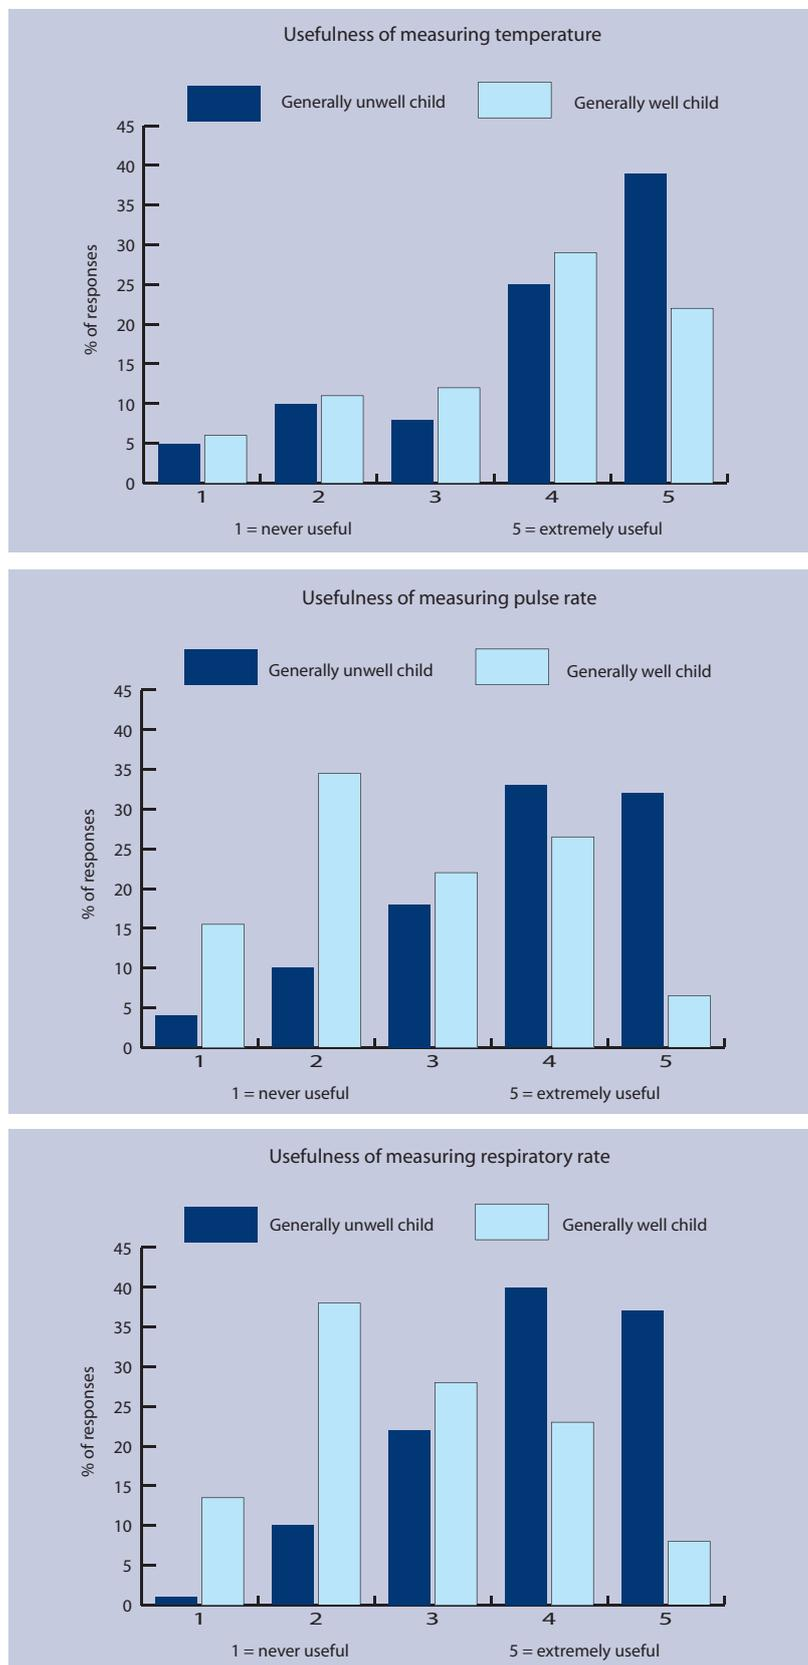 Usefulness of measuring temperature
Generally unwell child Generally well child
45
40
35
30
25
20
15
10
5
0
% of responses
1 2 3 4 5
1 = never useful 5 = extremely useful
Usefulness of measuring pulse rate
Generally unwell child Generally well child
45
40
35
30
25
20
15
10
5
0
% of responses
1 2 3 4 5
1 = never useful 5 = extremely useful
Usefulness of measuring respiratory rate
Generally unwell child Generally well child
45
40
35
30
25
20
15
10
5
0
% of responses
1 2 3 4 5
1 = never useful 5 = extremely useful